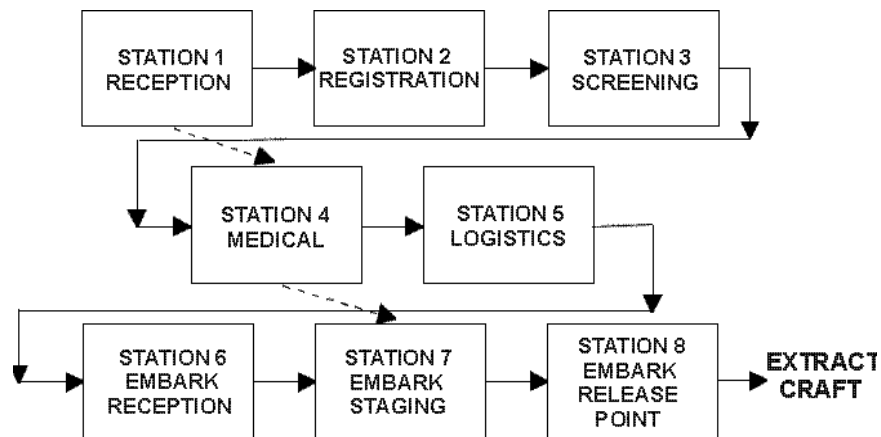 STATION 1
RECEPTION
STATION 2
REGISTRATION
STATION 3
SCREENING
STATION 4
MEDICAL
STATION 5
LOGISTICS
STATION 6
EMBARK
RECEPTION
STATION 7
EMBARK
STAGING
STATION 8
EMBARK
RELEASE
POINT
EXTRACT
CRAFT